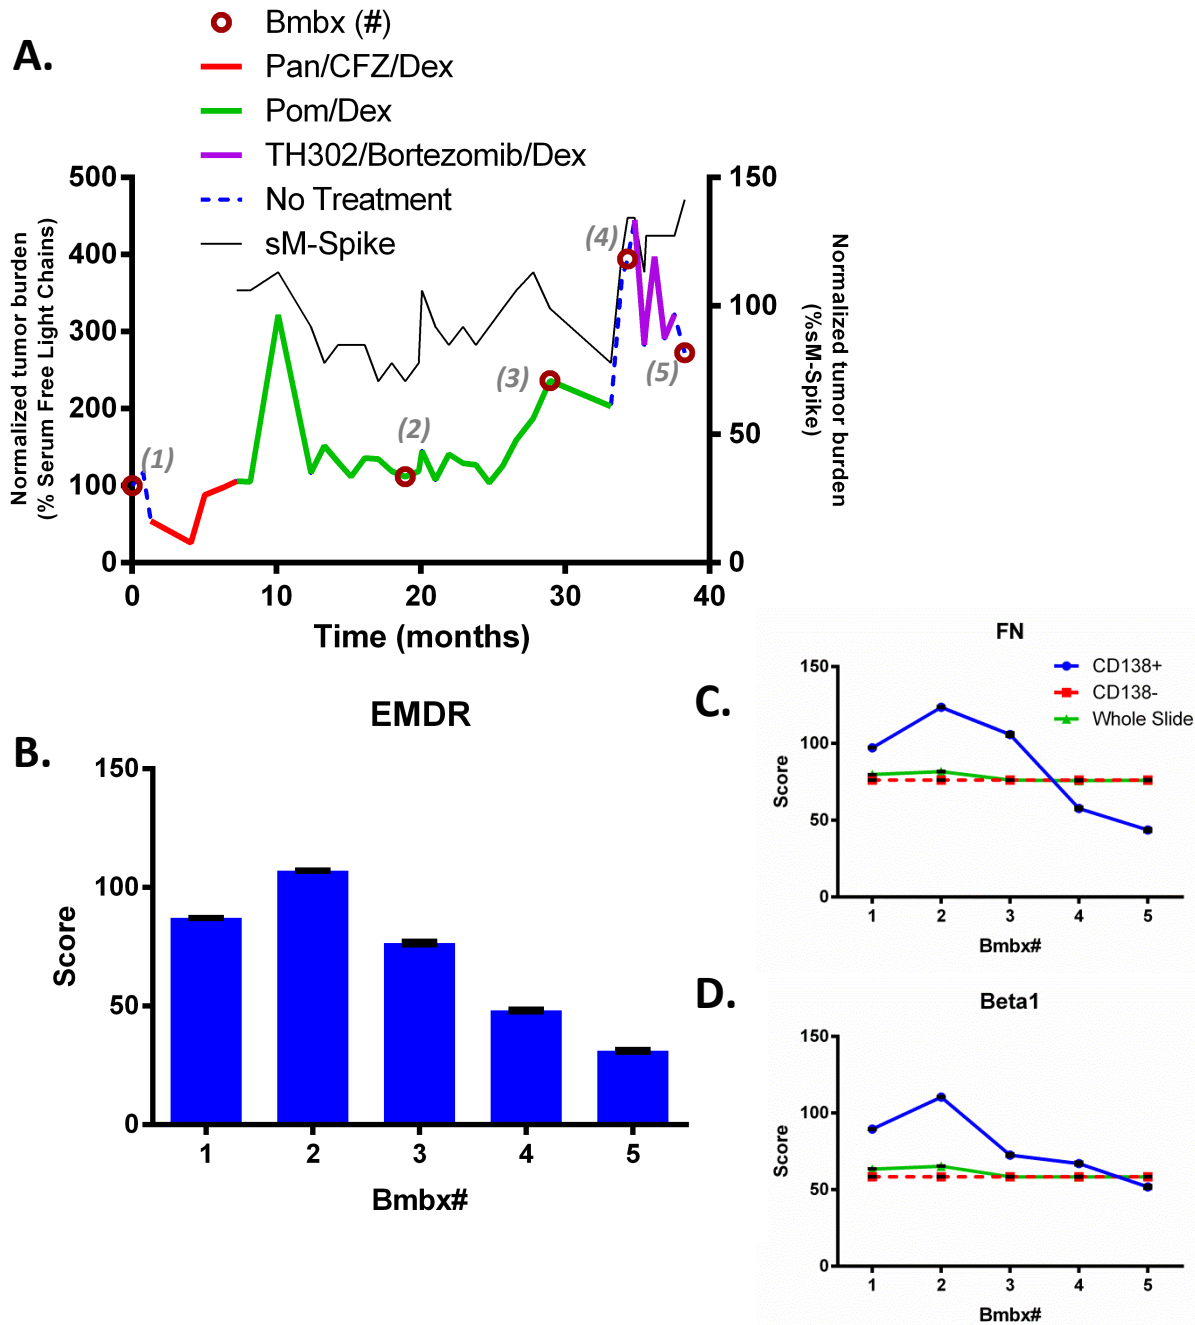 A.
Bmbx (#)
Pan/CFZ/Dex
Pom/Dex
TH302/Bortezomib/Dex
No Treatment
sM-Spike
Normalized tumor burden
(% Serum Free Light Chains)
500
400
300
200
100
0
150
100
50
0
Normalized tumor burden
(%sM-Spike)
(1)
(2)
(3)
(4)
(5)
0 10 20 30 40
Time (months)
B.
EMDR
Score
150
100
50
0
1 2 3 4 5
Bmbx#
C.
FN
CD138+
CD138-
Whole Slide
Score
150
100
50
0
1 2 3 4 5
Bmbx#
D.
Beta1
Score
150
100
50
0
1 2 3 4 5
Bmbx#